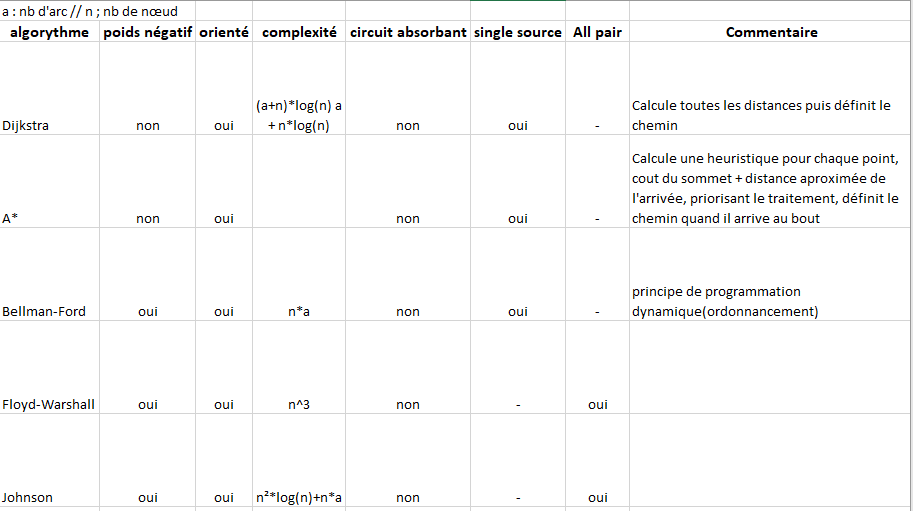 a : nb d'arc // n ; nb de nœud
algorythme poids négatif orienté complexité circuit absorbant single source All pair Commentaire
(a+n)*log(n) a Calcule toutes les distances puis définit le
Dijkstra non oui + n*log(n) non oui - chemin
Calcule une heuristique pour chaque point,
cout du sommet + distance aproximée de
l'arrivée, priorisant le traitement, définit le
A* non oui non oui - chemin quand il arrive au bout
principe de programmation
Bellman-Ford oui oui n*a non oui - dynamique(ordonnancement)
Floyd-Warshall oui oui n^3 non - oui
Johnson oui oui n²*log(n)+n*a non - oui